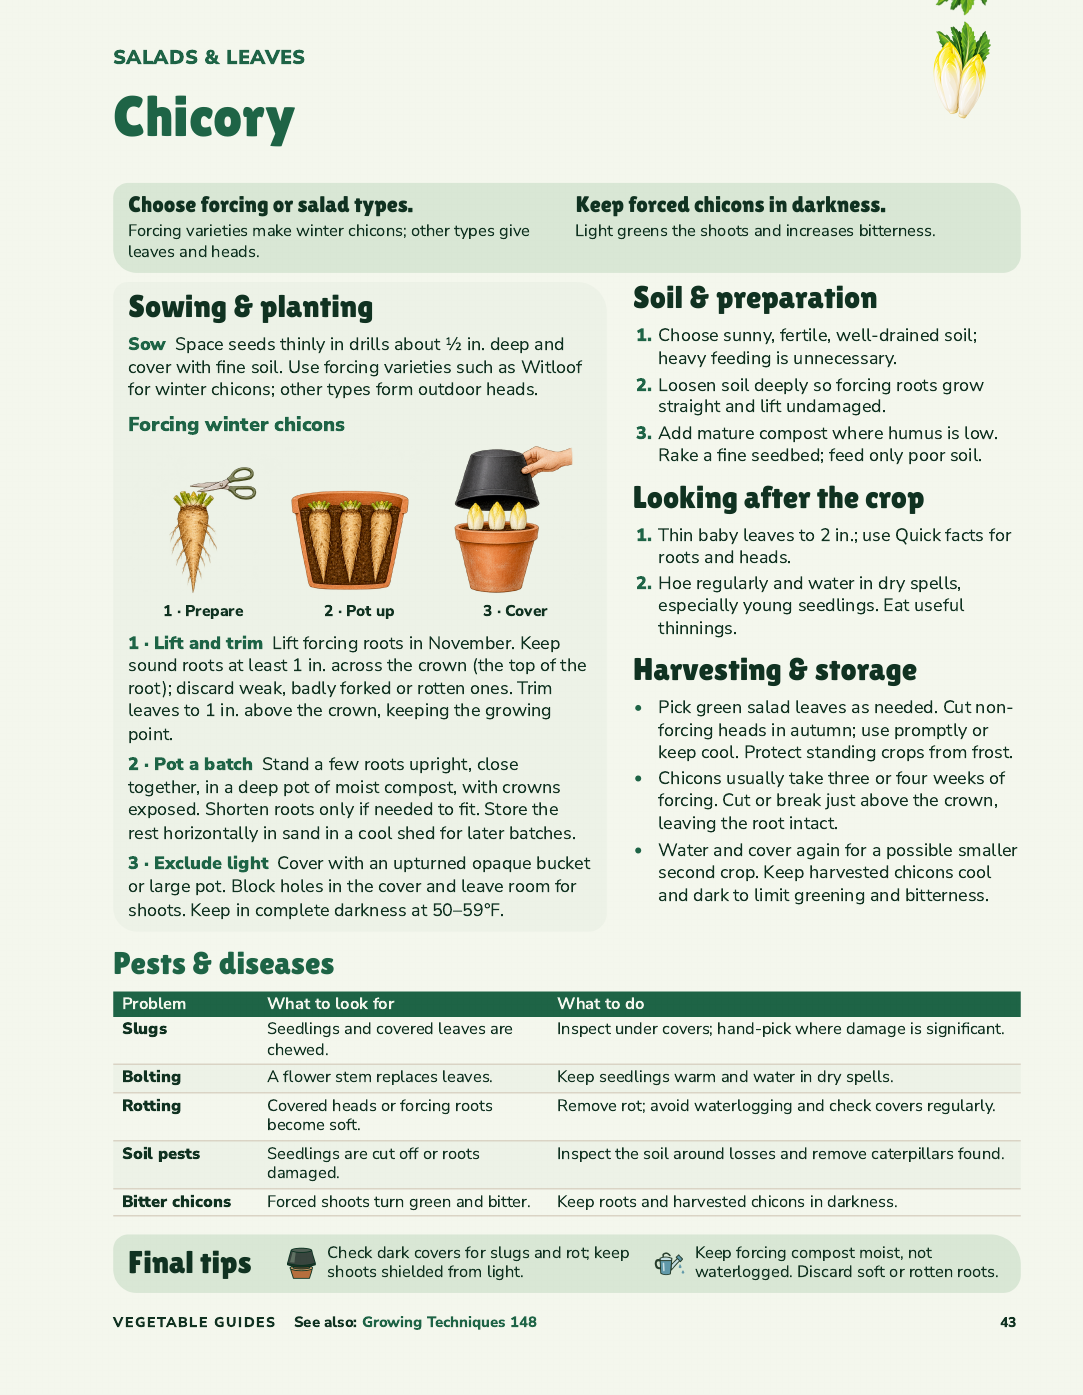 SALADS & LEAVES
Chicory
Choose forcing or salad types.
Forcing varieties make winter chicons; other types give
leaves and heads.
Keep forced chicons in darkness.
Light greens the shoots and increases bitterness.
Sowing & planting
Sow Space seeds thinly in drills about ½ in. deep and
cover with fine soil. Use forcing varieties such as Witloof
for winter chicons; other types form outdoor heads.
Forcing winter chicons
1 · Prepare
2 · Pot up
3 · Cover
1 · Lift and trim Lift forcing roots in November. Keep
sound roots at least 1 in. across the crown (the top of the
root); discard weak, badly forked or rotten ones. Trim
leaves to 1 in. above the crown, keeping the growing
point.
2 · Pot a batch Stand a few roots upright, close
together, in a deep pot of moist compost, with crowns
exposed. Shorten roots only if needed to fit. Store the
rest horizontally in sand in a cool shed for later batches.
3 · Exclude light Cover with an upturned opaque bucket
or large pot. Block holes in the cover and leave room for
shoots. Keep in complete darkness at 50–59°F.
Soil & preparation
1. Choose sunny, fertile, well-drained soil;
heavy feeding is unnecessary.
2. Loosen soil deeply so forcing roots grow
straight and lift undamaged.
3. Add mature compost where humus is low.
Rake a fine seedbed; feed only poor soil.
Looking after the crop
1. Thin baby leaves to 2 in.; use Quick facts for
roots and heads.
2. Hoe regularly and water in dry spells,
especially young seedlings. Eat useful
thinnings.
Harvesting & storage
• Pick green salad leaves as needed. Cut non-
forcing heads in autumn; use promptly or
keep cool. Protect standing crops from frost.
• Chicons usually take three or four weeks of
forcing. Cut or break just above the crown,
leaving the root intact.
• Water and cover again for a possible smaller
second crop. Keep harvested chicons cool
and dark to limit greening and bitterness.
Pests & diseases
Problem What to look for What to do
Slugs Seedlings and covered leaves are Inspect under covers; hand-pick where damage is significant.
chewed.
Bolting A flower stem replaces leaves. Keep seedlings warm and water in dry spells.
Rotting Covered heads or forcing roots Remove rot; avoid waterlogging and check covers regularly.
become soft.
Soil pests Seedlings are cut off or roots Inspect the soil around losses and remove caterpillars found.
damaged.
Bitter chicons Forced shoots turn green and bitter. Keep roots and harvested chicons in darkness.
Final tips
Check dark covers for slugs and rot; keep
shoots shielded from light.
Keep forcing compost moist, not
waterlogged. Discard soft or rotten roots.
VEGETABLE GUIDES See also: Growing Techniques 148 43